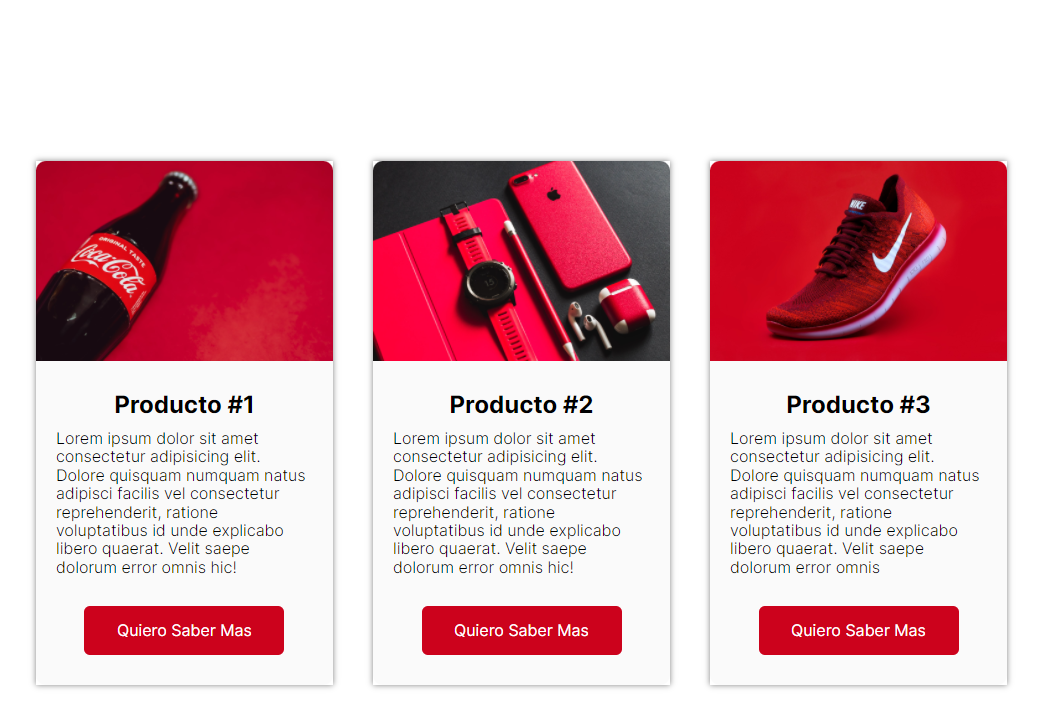 ORIGINAL TASTE
Coca-Cola
NIKE
Producto #1
Lorem ipsum dolor sit amet
consectetur adipisicing elit.
Dolore quisquam numquam natus
adipisci facilis vel consectetur
reprehenderit, ratione
voluptatibus id unde explicabo
libero quaerat. Velit saepe
dolorum error omnis hic!
Quiero Saber Mas
Producto #2
Lorem ipsum dolor sit amet
consectetur adipisicing elit.
Dolore quisquam numquam natus
adipisci facilis vel consectetur
reprehenderit, ratione
voluptatibus id unde explicabo
libero quaerat. Velit saepe
dolorum error omnis hic!
Quiero Saber Mas
Producto #3
Lorem ipsum dolor sit amet
consectetur adipisicing elit.
Dolore quisquam numquam natus
adipisci facilis vel consectetur
reprehenderit, ratione
voluptatibus id unde explicabo
libero quaerat. Velit saepe
dolorum error omnis
Quiero Saber Mas